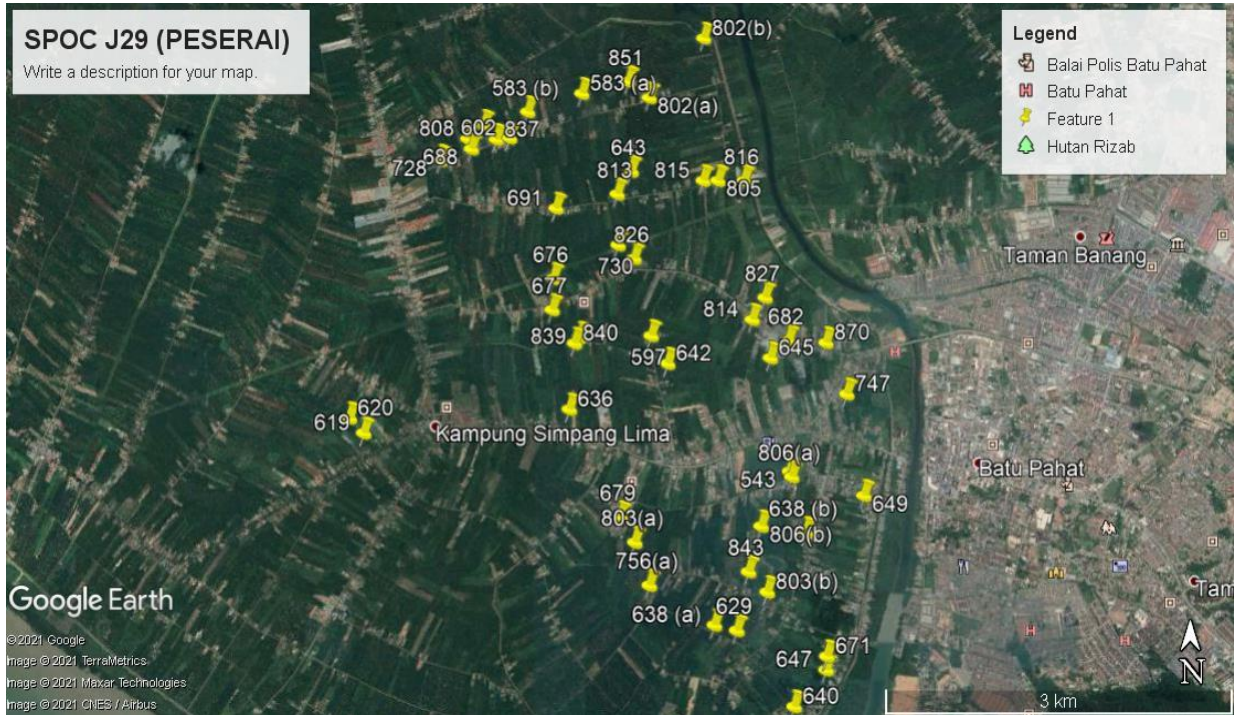 SPOC J29 (PESERAI)
Write a description for your map.
Legend
Balai Polis Batu Pahat
Batu Pahat
Feature 1
Hutan Rizab
802(b)
851
583 (a)
583 (b)
802(a)
808
602
837
728
688
643
813
815
816
805
691
826
730
676
677
827
814
682
870
645
839
840
597
642
747
636
620
619
Kampung Simpang Lima
Taman Banang
Batu Pahat
806(a)
543
649
679
803(a)
638 (b)
806(b)
843
756(a)
803(b)
638 (a)
629
671
647
640
Tam
Google Earth
© 2021 Google
Image © 2021 TerraMetrics
Image © 2021 Maxar Technologies
Image © 2021 CNES / Airbus
N
3 km